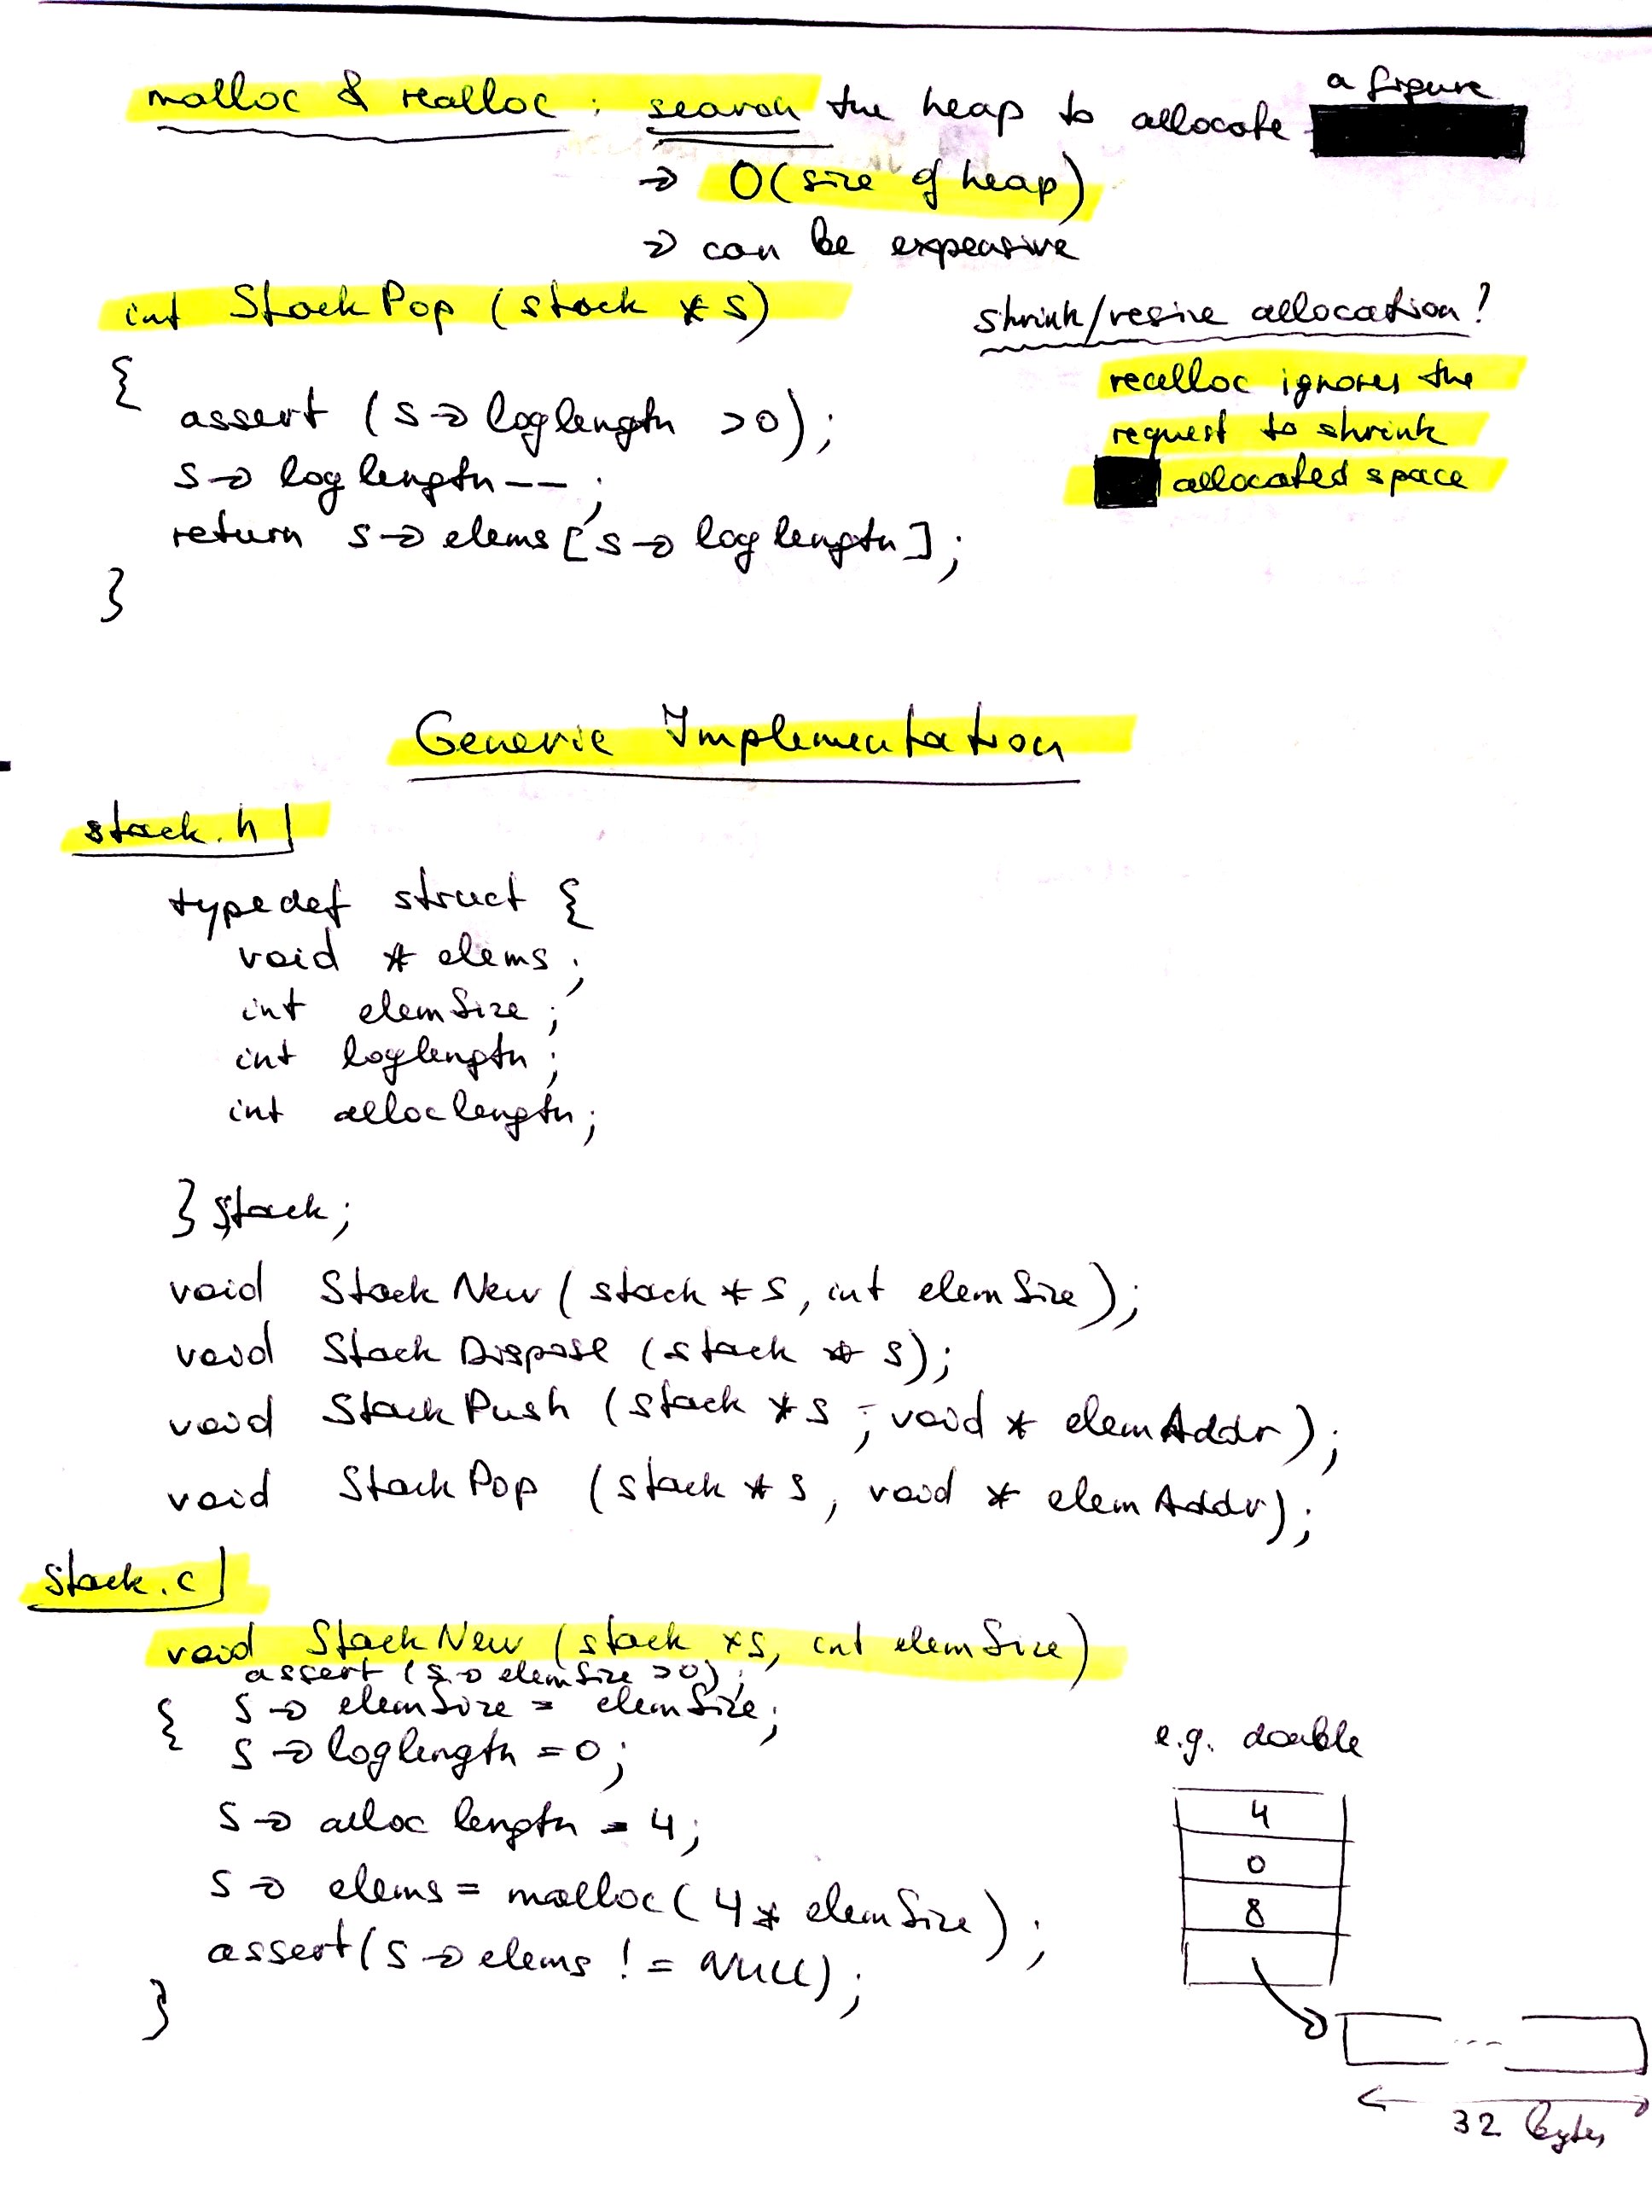 a figure
malloc & realloc : search the heap to allocate
→ O(size of heap)
→ can be expensive
int StackPop (stack *s)
shrink/resize allocation?
{
realloc ignores the
assert (s→loglength >0);
request to shrink
s→loglength--;
allocated space
return s→elems[s→loglength];
}
Generic Implementation
stack.h
typedef struct {
void * elems;
int elemSize;
int loglength;
int alloclength;
} stack;
void StackNew (stack *s, int elemSize);
void StackDispose (stack * s);
void StackPush (stack *s, void * elemAddr);
void StackPop (stack *s, void * elemAddr);
stack.c
void StackNew (stack *s, int elemSize)
assert (s→elemSize >0);
{ s→elemSize = elemSize;
s→loglength = 0;
e.g. double
s→alloclength = 4;
4
0
s→elems = malloc(4 * elemSize);
8
assert(s→elems != NULL);
}
...
32 bytes